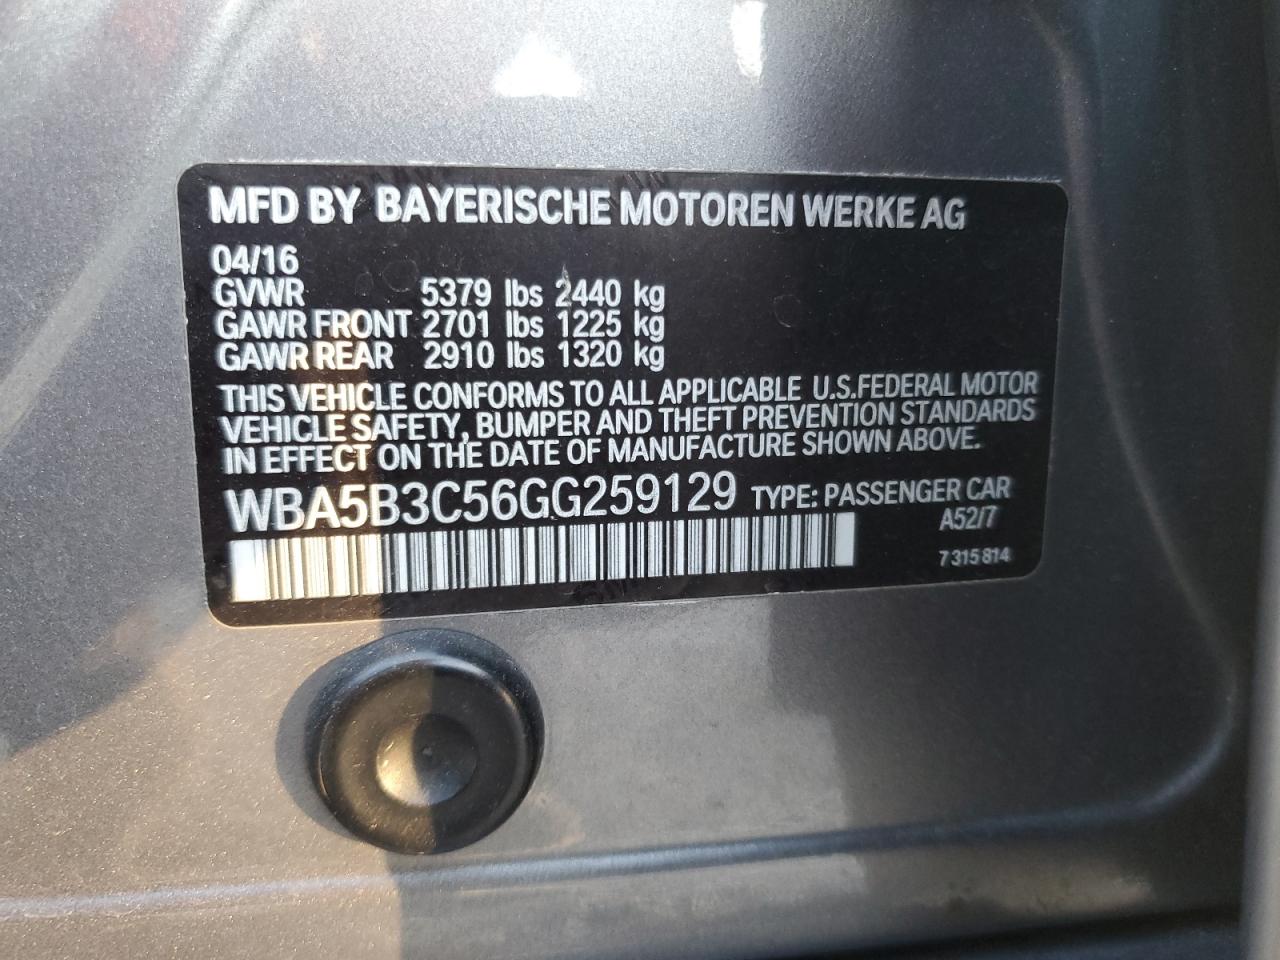 MFD BY BAYERISCHE MOTOREN WERKE AG
04/16
GVWR 5379 lbs 2440 kg
GAWR FRONT 2701 lbs 1225 kg
GAWR REAR 2910 lbs 1320 kg
THIS VEHICLE CONFORMS TO ALL APPLICABLE U.S.FEDERAL MOTOR
VEHICLE SAFETY, BUMPER AND THEFT PREVENTION STANDARDS
IN EFFECT ON THE DATE OF MANUFACTURE SHOWN ABOVE.
WBA5B3C56GG259129 TYPE: PASSENGER CAR
A52/7
7 315 814